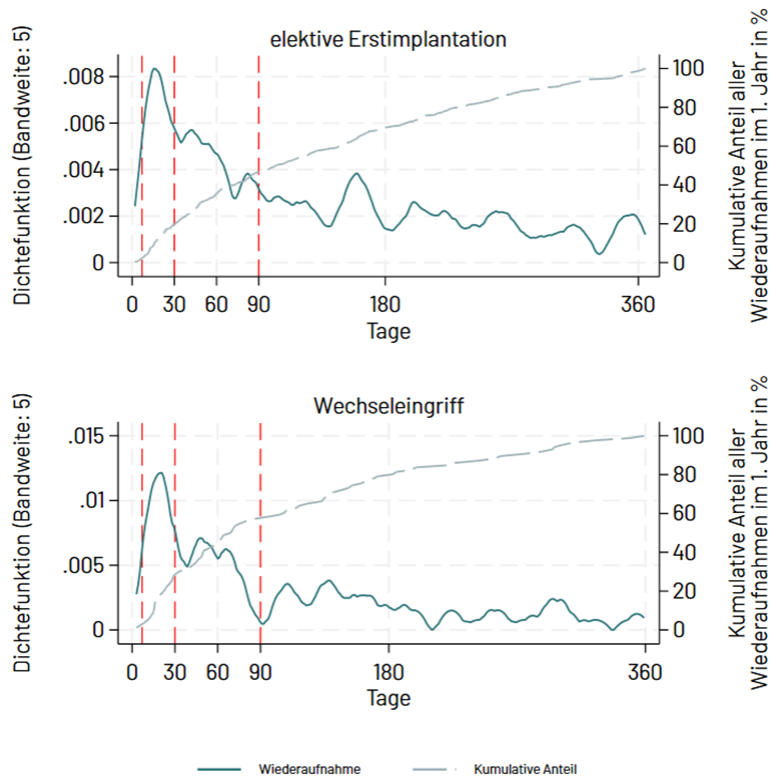 elektive Erstimplantation
Dichtefunktion (Bandweite: 5)
.008
.006
.004
.002
0
100
80
60
40
20
0
Kumulative Anteil aller
Wiederaufnahmen im 1. Jahr in %
0 30 60 90 180 360
Tage
Wechseleingriff
Dichtefunktion (Bandweite: 5)
.015
.01
.005
0
100
80
60
40
20
0
Kumulative Anteil aller
Wiederaufnahmen im 1. Jahr in %
0 30 60 90 180 360
Tage
Wiederaufnahme Kumulative Anteil